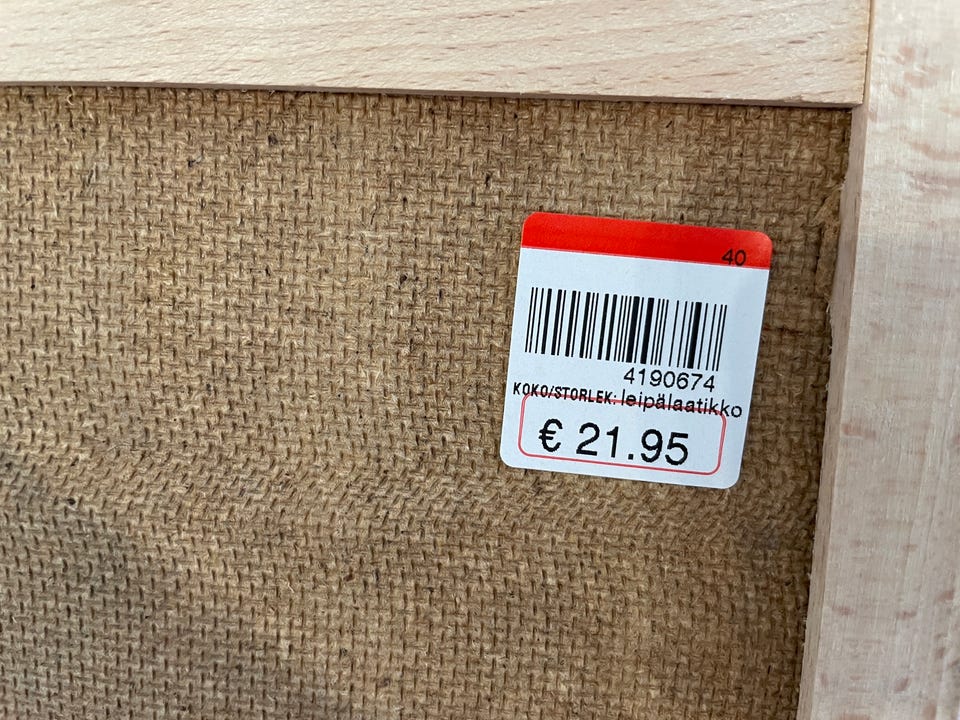 40
4190674
KOKO/STORLEK: leipälaatikko
€ 21.95